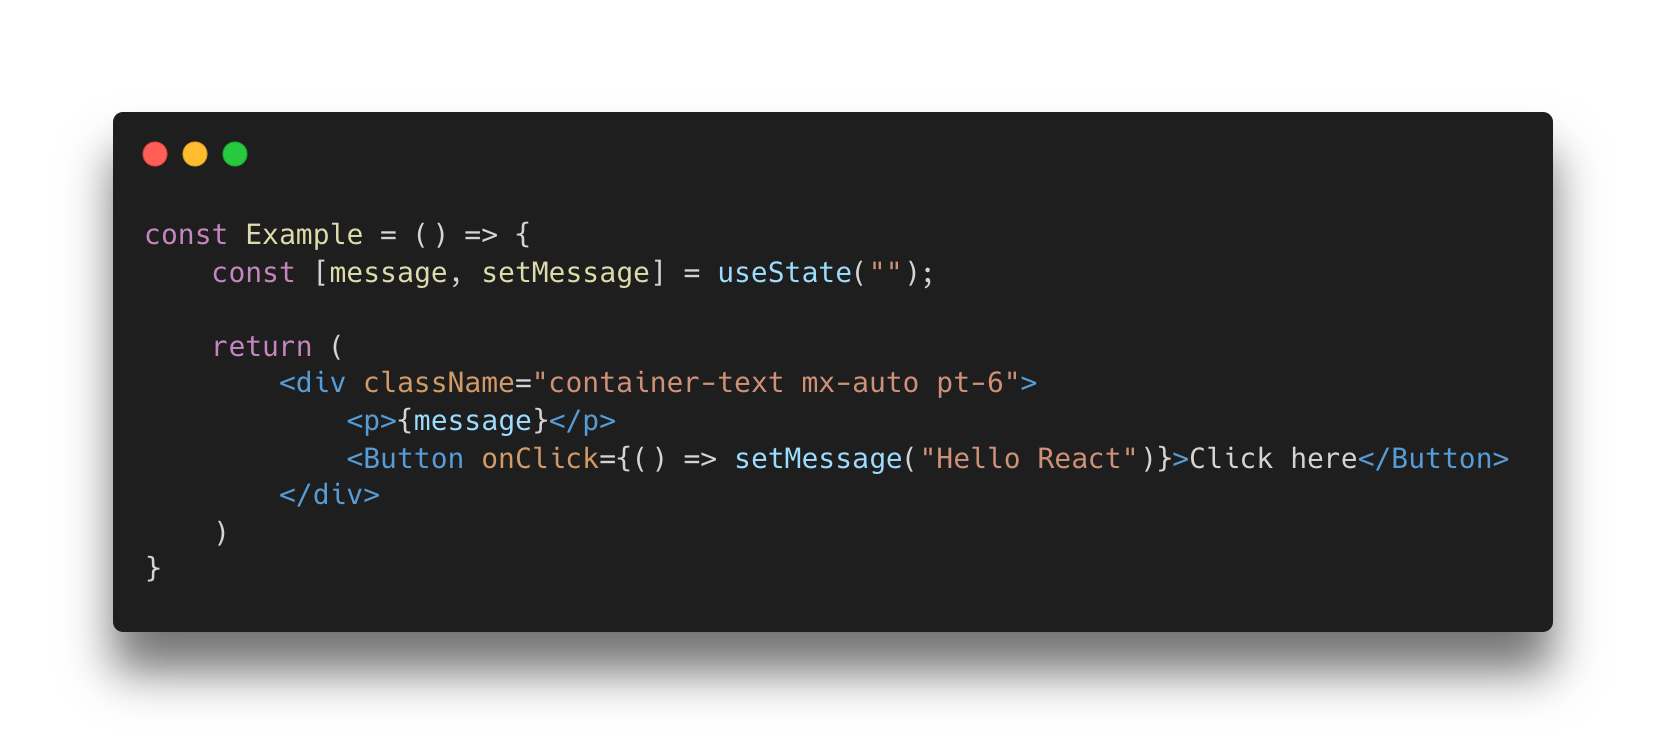 const Example = () => {
    const [message, setMessage] = useState("");

    return (
        <div className="container-text mx-auto pt-6">
            <p>{message}</p>
            <Button onClick={() => setMessage("Hello React")}>Click here</Button>
        </div>
    )
}